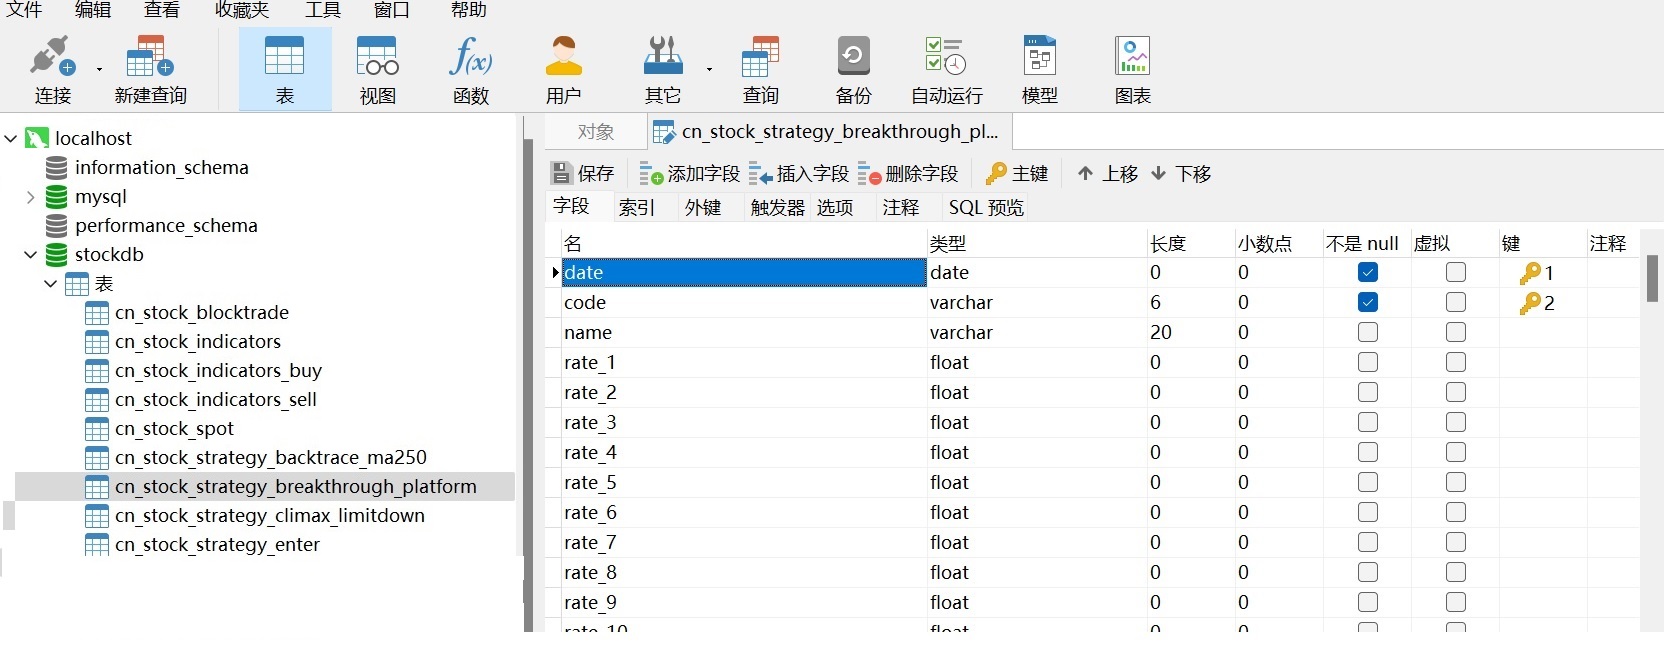 文件 编辑 查看 收藏夹 工具 窗口 帮助
连接 新建查询 表 视图 函数 用户 其它 查询 备份 自动运行 模型 图表
localhost
information_schema
mysql
performance_schema
stockdb
表
cn_stock_blocktrade
cn_stock_indicators
cn_stock_indicators_buy
cn_stock_indicators_sell
cn_stock_spot
cn_stock_strategy_backtrace_ma250
cn_stock_strategy_breakthrough_platform
cn_stock_strategy_climax_limitdown
cn_stock_strategy_enter
对象 cn_stock_strategy_breakthrough_pl...
保存 添加字段 插入字段 删除字段 主键 上移 下移
字段 索引 外键 触发器 选项 注释 SQL 预览
名 类型 长度 小数点 不是 null 虚拟 键 注释
date date 0 0 1
code varchar 6 0 2
name varchar 20 0
rate_1 float 0 0
rate_2 float 0 0
rate_3 float 0 0
rate_4 float 0 0
rate_5 float 0 0
rate_6 float 0 0
rate_7 float 0 0
rate_8 float 0 0
rate_9 float 0 0
rate_10 float 0 0